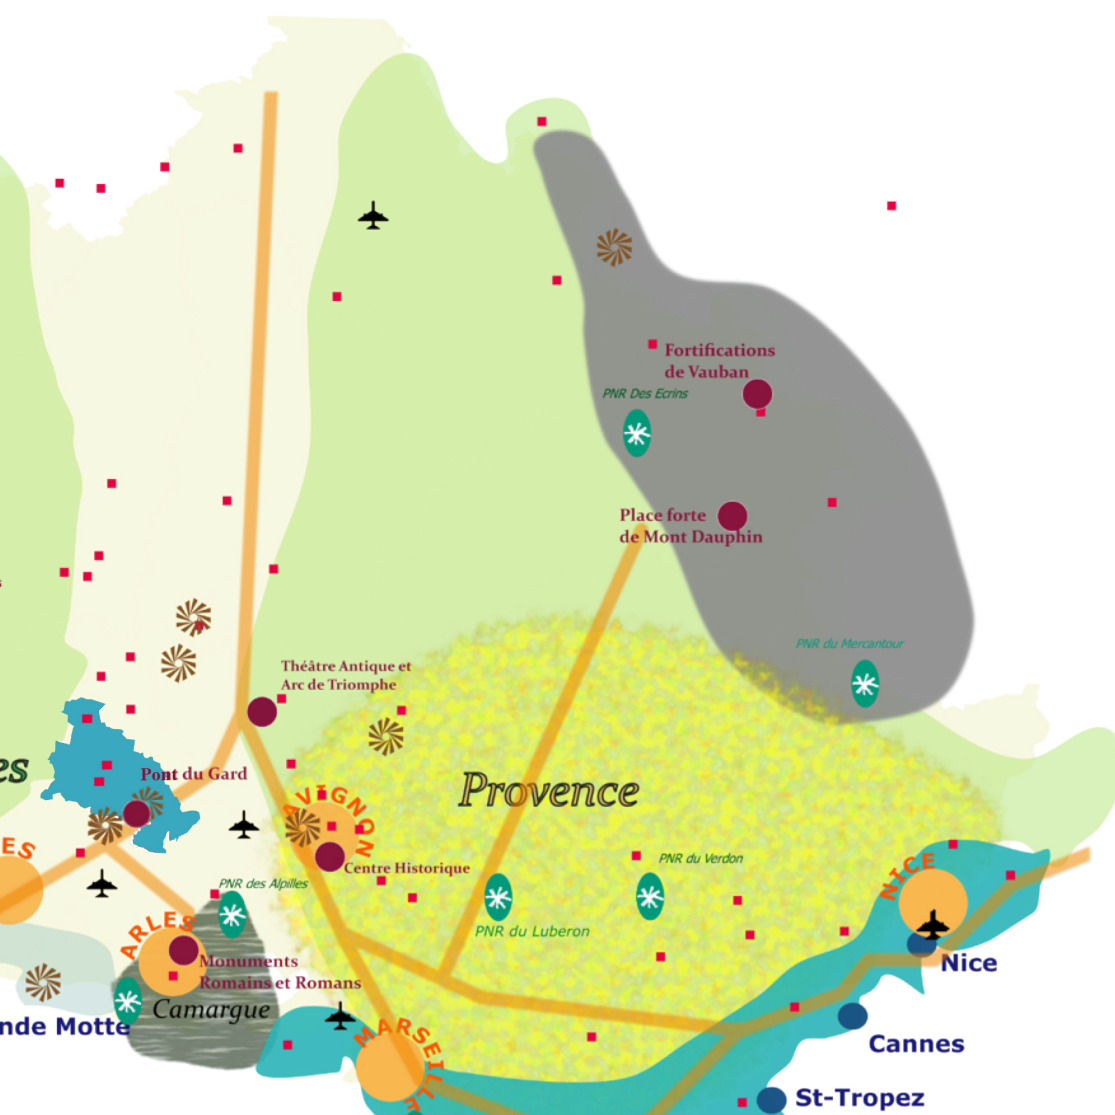 Fortifications
de Vauban
PNR Des Ecrins
Place forte
de Mont Dauphin
PNR du Mercantour
Théâtre Antique et
Arc de Triomphe
es
Pont du Gard
Provence
AVIGNON
ES
Centre Historique
PNR du Verdon
NICE
PNR des Alpilles
PNR du Luberon
ARLES
Monuments
Romains et Romans
Nice
Camargue
nde Motte
MARSEILLE
Cannes
St-Tropez